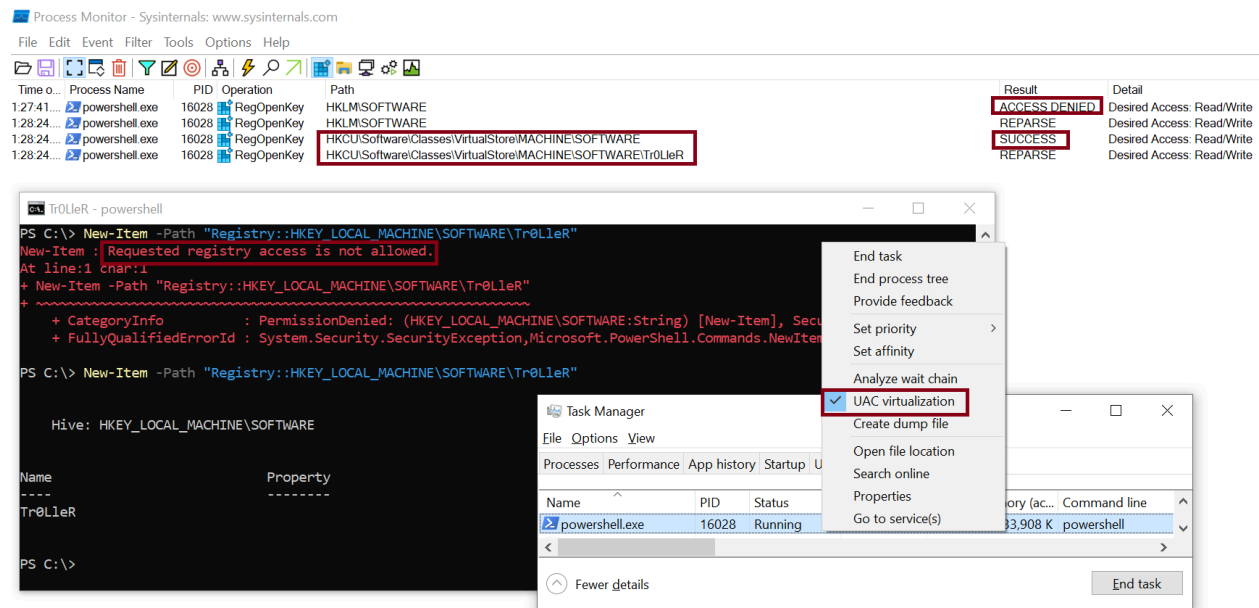 Process Monitor - Sysinternals: www.sysinternals.com
File Edit Event Filter Tools Options Help
Time o... Process Name PID Operation Path Result Detail
1:27:41.... powershell.exe 16028 RegOpenKey HKLM\SOFTWARE ACCESS DENIED Desired Access: Read/Write
1:28:24.... powershell.exe 16028 RegOpenKey HKLM\SOFTWARE REPARSE Desired Access: Read/Write
1:28:24.... powershell.exe 16028 RegOpenKey HKCU\Software\Classes\VirtualStore\MACHINE\SOFTWARE SUCCESS Desired Access: Read/Write
1:28:24.... powershell.exe 16028 RegOpenKey HKCU\Software\Classes\VirtualStore\MACHINE\SOFTWARE\Tr0LleR REPARSE Desired Access: Read/Write
Tr0LleR - powershell
PS C:\> New-Item -Path "Registry::HKEY_LOCAL_MACHINE\SOFTWARE\Tr0LleR"
New-Item : Requested registry access is not allowed.
At line:1 char:1
+ New-Item -Path "Registry::HKEY_LOCAL_MACHINE\SOFTWARE\Tr0LleR"
+ ~~~~~~~~~~~~~~~~~~~~~~~~~~~~~~~~~~~~~~~~~~~~~~~~~~~~~~~~~~~~~~
+ CategoryInfo : PermissionDenied: (HKEY_LOCAL_MACHINE\SOFTWARE:String) [New-Item], Secu
+ FullyQualifiedErrorId : System.Security.SecurityException,Microsoft.PowerShell.Commands.NewItem
PS C:\> New-Item -Path "Registry::HKEY_LOCAL_MACHINE\SOFTWARE\Tr0LleR"
Hive: HKEY_LOCAL_MACHINE\SOFTWARE
Name Property
---- --------
Tr0LleR
PS C:\>
End task
End process tree
Provide feedback
Set priority
Set affinity
Analyze wait chain
UAC virtualization
Create dump file
Open file location
Search online
Properties
Go to service(s)
Task Manager
File Options View
Processes Performance App history Startup U
Name PID Status ory (ac... Command line
powershell.exe 16028 Running 33,908 K powershell
Fewer details
End task